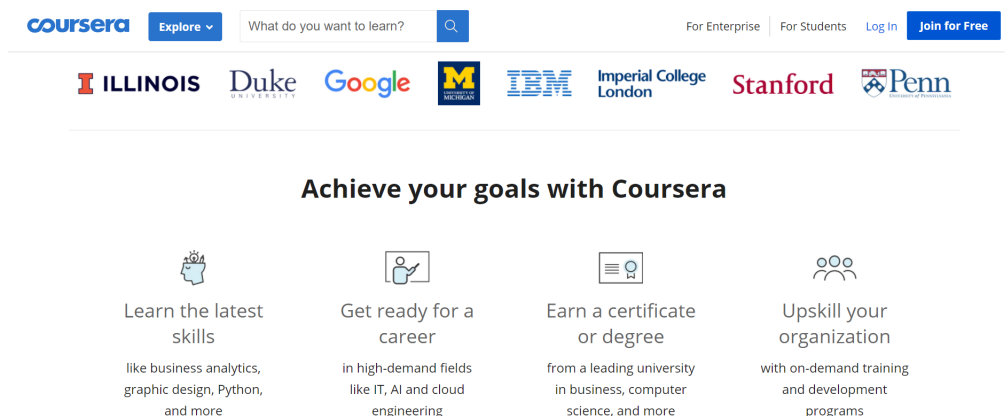 coursera Explore What do you want to learn? For Enterprise For Students Log In Join for Free
I ILLINOIS Duke UNIVERSITY Google M UNIVERSITY OF MICHIGAN IBM Imperial College London Stanford Penn UNIVERSITY OF PENNSYLVANIA
Achieve your goals with Coursera
Learn the latest
skills
like business analytics,
graphic design, Python,
and more
Get ready for a
career
in high-demand fields
like IT, AI and cloud
engineering
Earn a certificate
or degree
from a leading university
in business, computer
science, and more
Upskill your
organization
with on-demand training
and development
programs